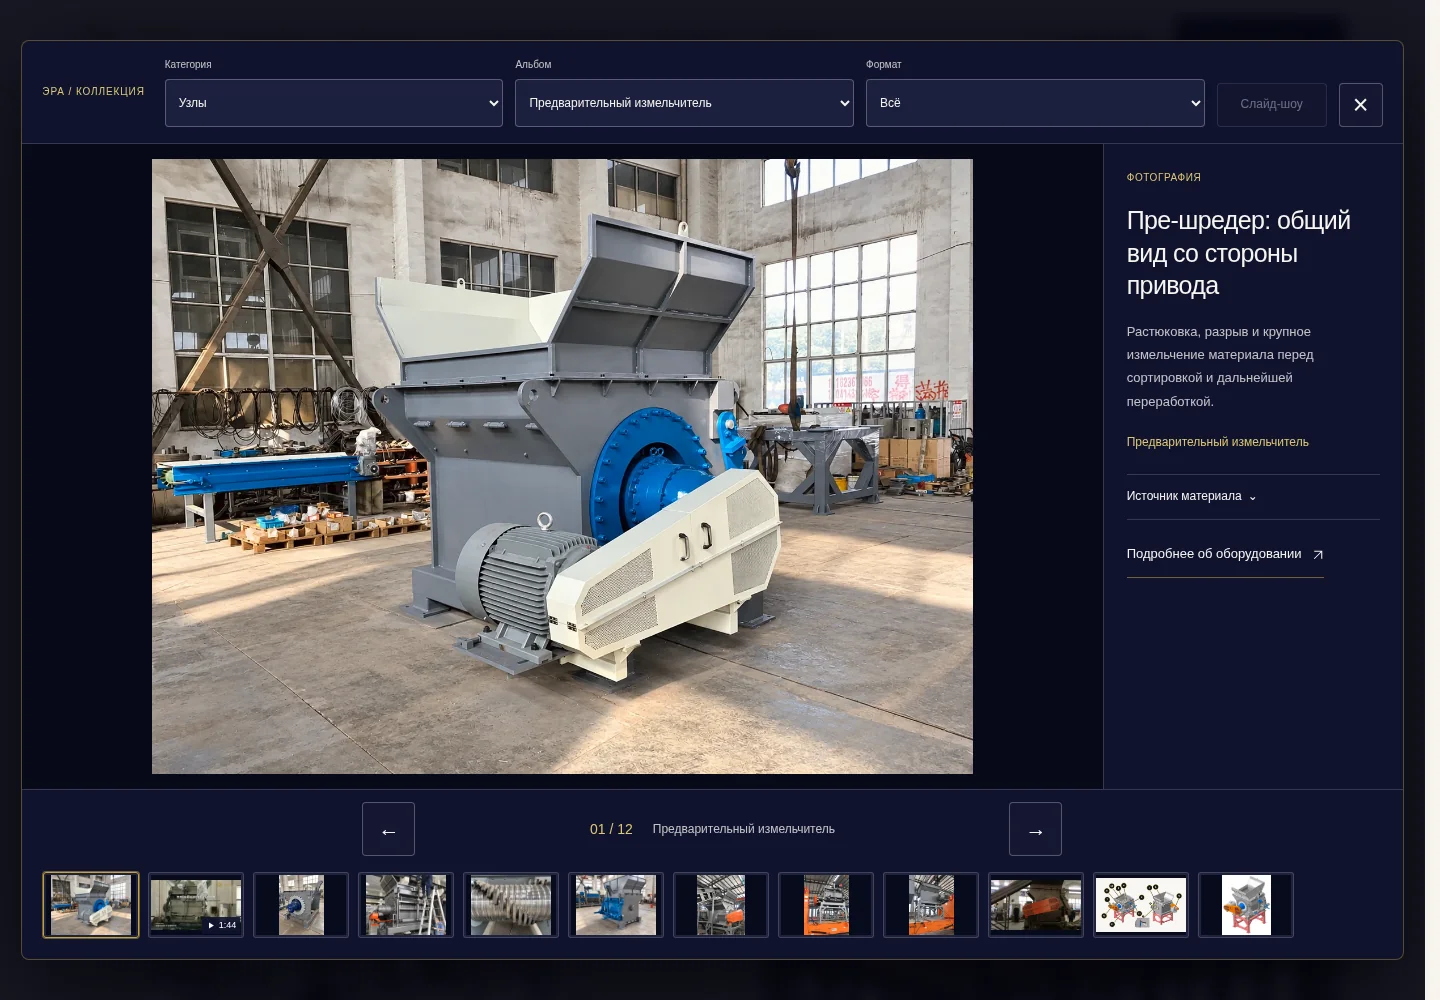 ЭРА / КОЛЛЕКЦИЯ
Категория
Узлы
Альбом
Предварительный измельчитель
Формат
Всё
Слайд-шоу
ФОТОГРАФИЯ
Пре-шредер: общий
вид со стороны
привода
Растюковка, разрыв и крупное
измельчение материала перед
сортировкой и дальнейшей
переработкой.
Предварительный измельчитель
Источник материала
Подробнее об оборудовании
01 / 12
Предварительный измельчитель
1:44